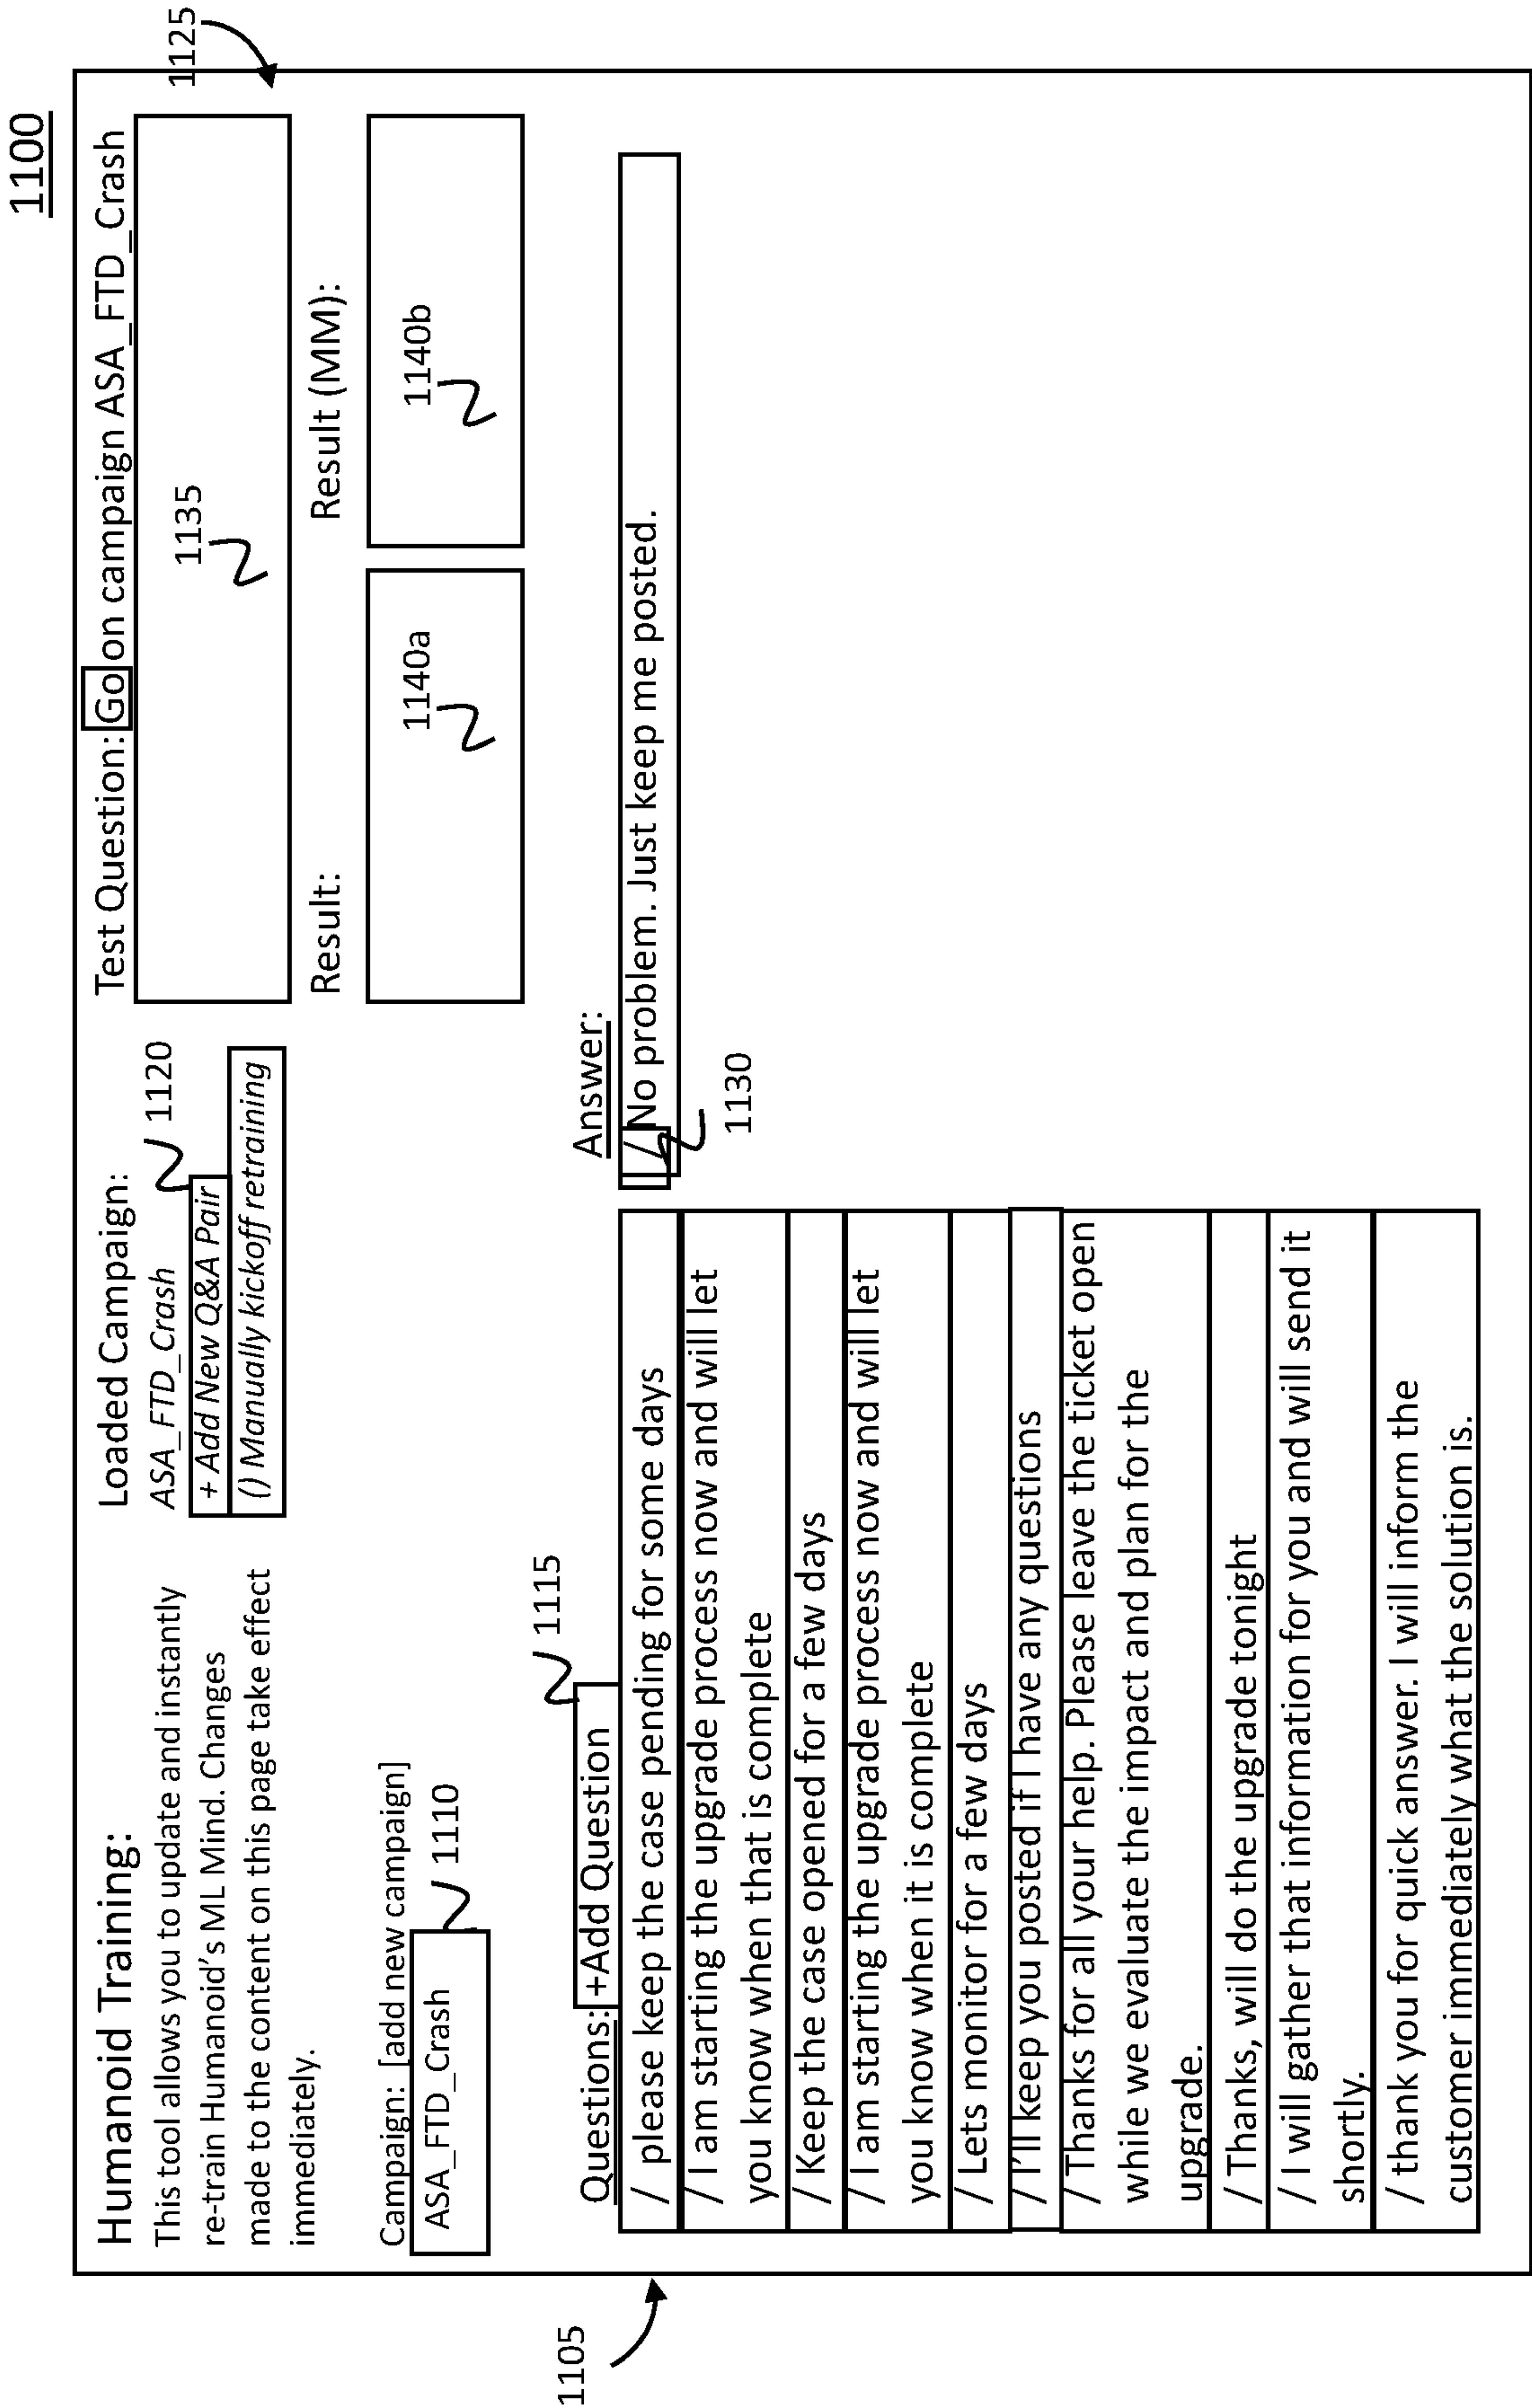 1100
1125
Humanoid Training:
This tool allows you to update and instantly
re-train Humanoid's ML Mind. Changes
made to the content on this page take effect
immediately.
Loaded Campaign:
ASA_FTD_Crash
1120
+ Add New Q&A Pair
() Manually kickoff retraining
Test Question: Go on campaign ASA_FTD_Crash
1135
Result:
Result (MM):
1140a
1140b
Campaign: [add new campaign]
ASA_FTD_Crash
1110
1115
Questions: +Add Question
Answer:
/ please keep the case pending for some days
/ I am starting the upgrade process now and will let
you know when that is complete
/ Keep the case opened for a few days
/ I am starting the upgrade process now and will let
you know when it is complete
/ Lets monitor for a few days
/ I'll keep you posted if I have any questions
/ Thanks for all your help. Please leave the ticket open
while we evaluate the impact and plan for the
upgrade.
/ Thanks, will do the upgrade tonight
/ I will gather that information for you and will send it
shortly.
/ thank you for quick answer. I will inform the
customer immediately what the solution is.
/ No problem. Just keep me posted.
1130
1105